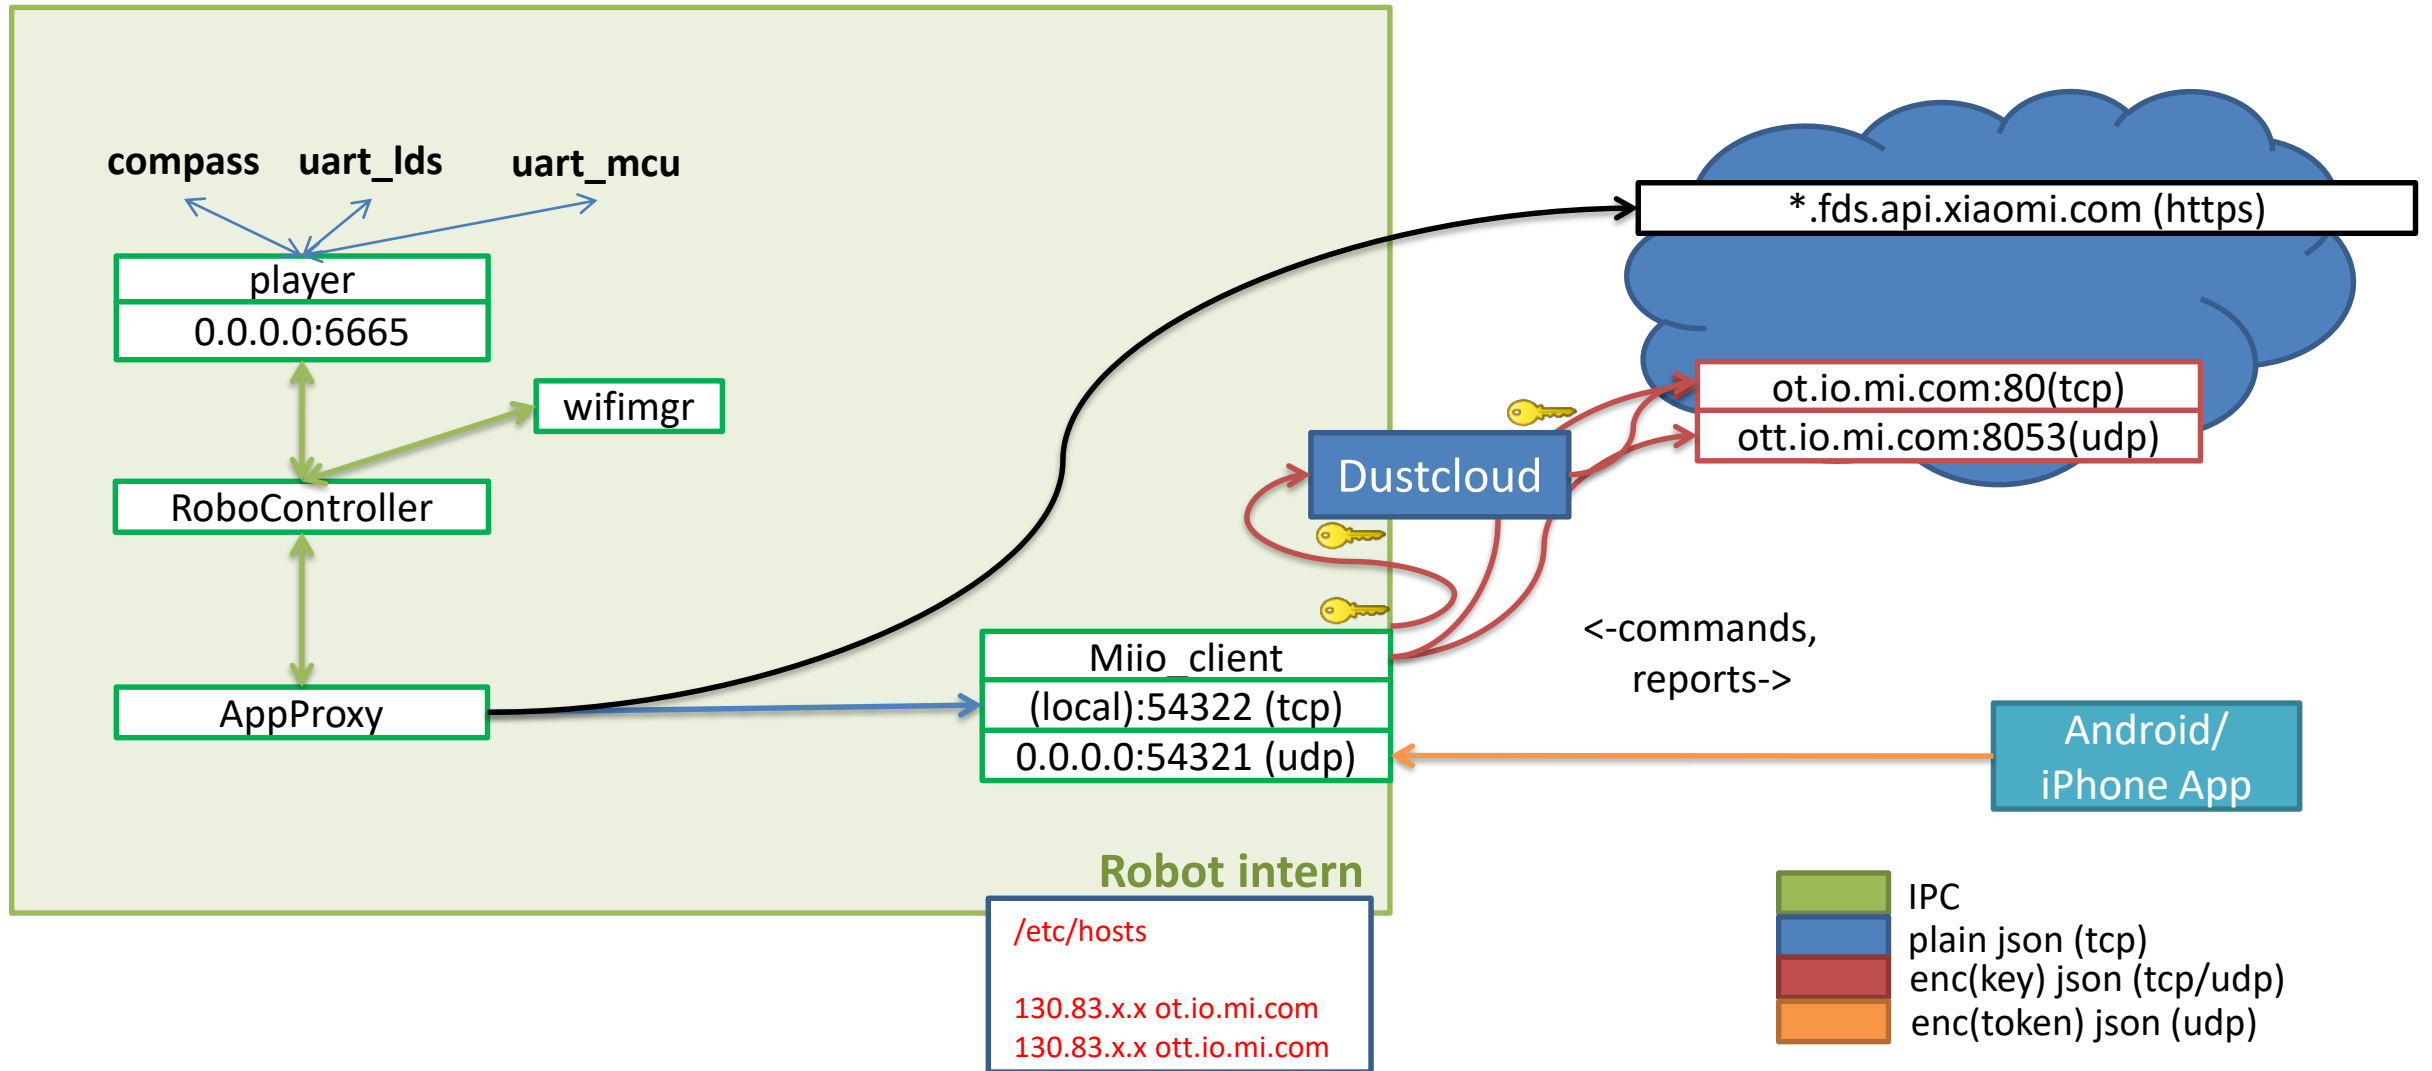 compass
uart_lds
uart_mcu
player
0.0.0.0:6665
wifimgr
RoboController
AppProxy
*.fds.api.xiaomi.com (https)
ot.io.mi.com:80(tcp)
ott.io.mi.com:8053(udp)
Dustcloud
Miio_client
(local):54322 (tcp)
0.0.0.0:54321 (udp)
<-commands,
reports->
Android/
iPhone App
Robot intern
/etc/hosts
130.83.x.x ot.io.mi.com
130.83.x.x ott.io.mi.com
IPC
plain json (tcp)
enc(key) json (tcp/udp)
enc(token) json (udp)